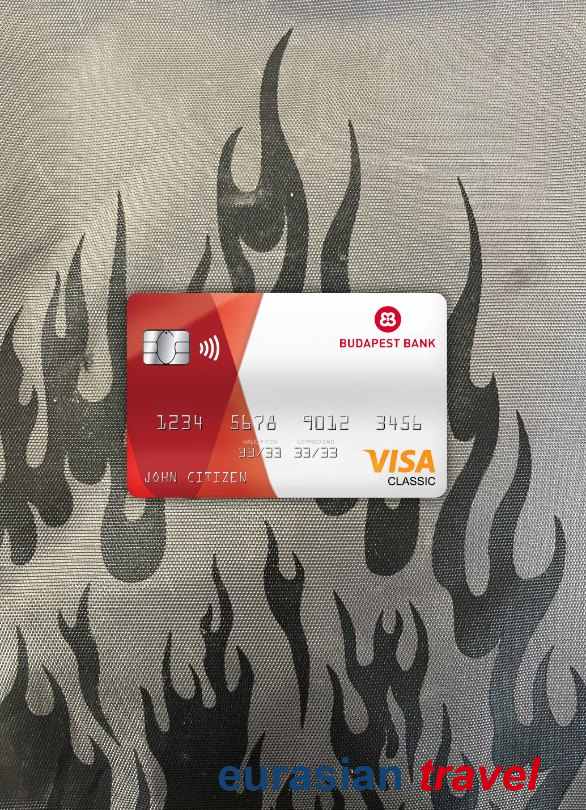 BUDAPEST BANK
1234 5678 9012 3456
33/33 33/33
VISA
JOHN CITIZEN
CLASSIC
eurasian travel